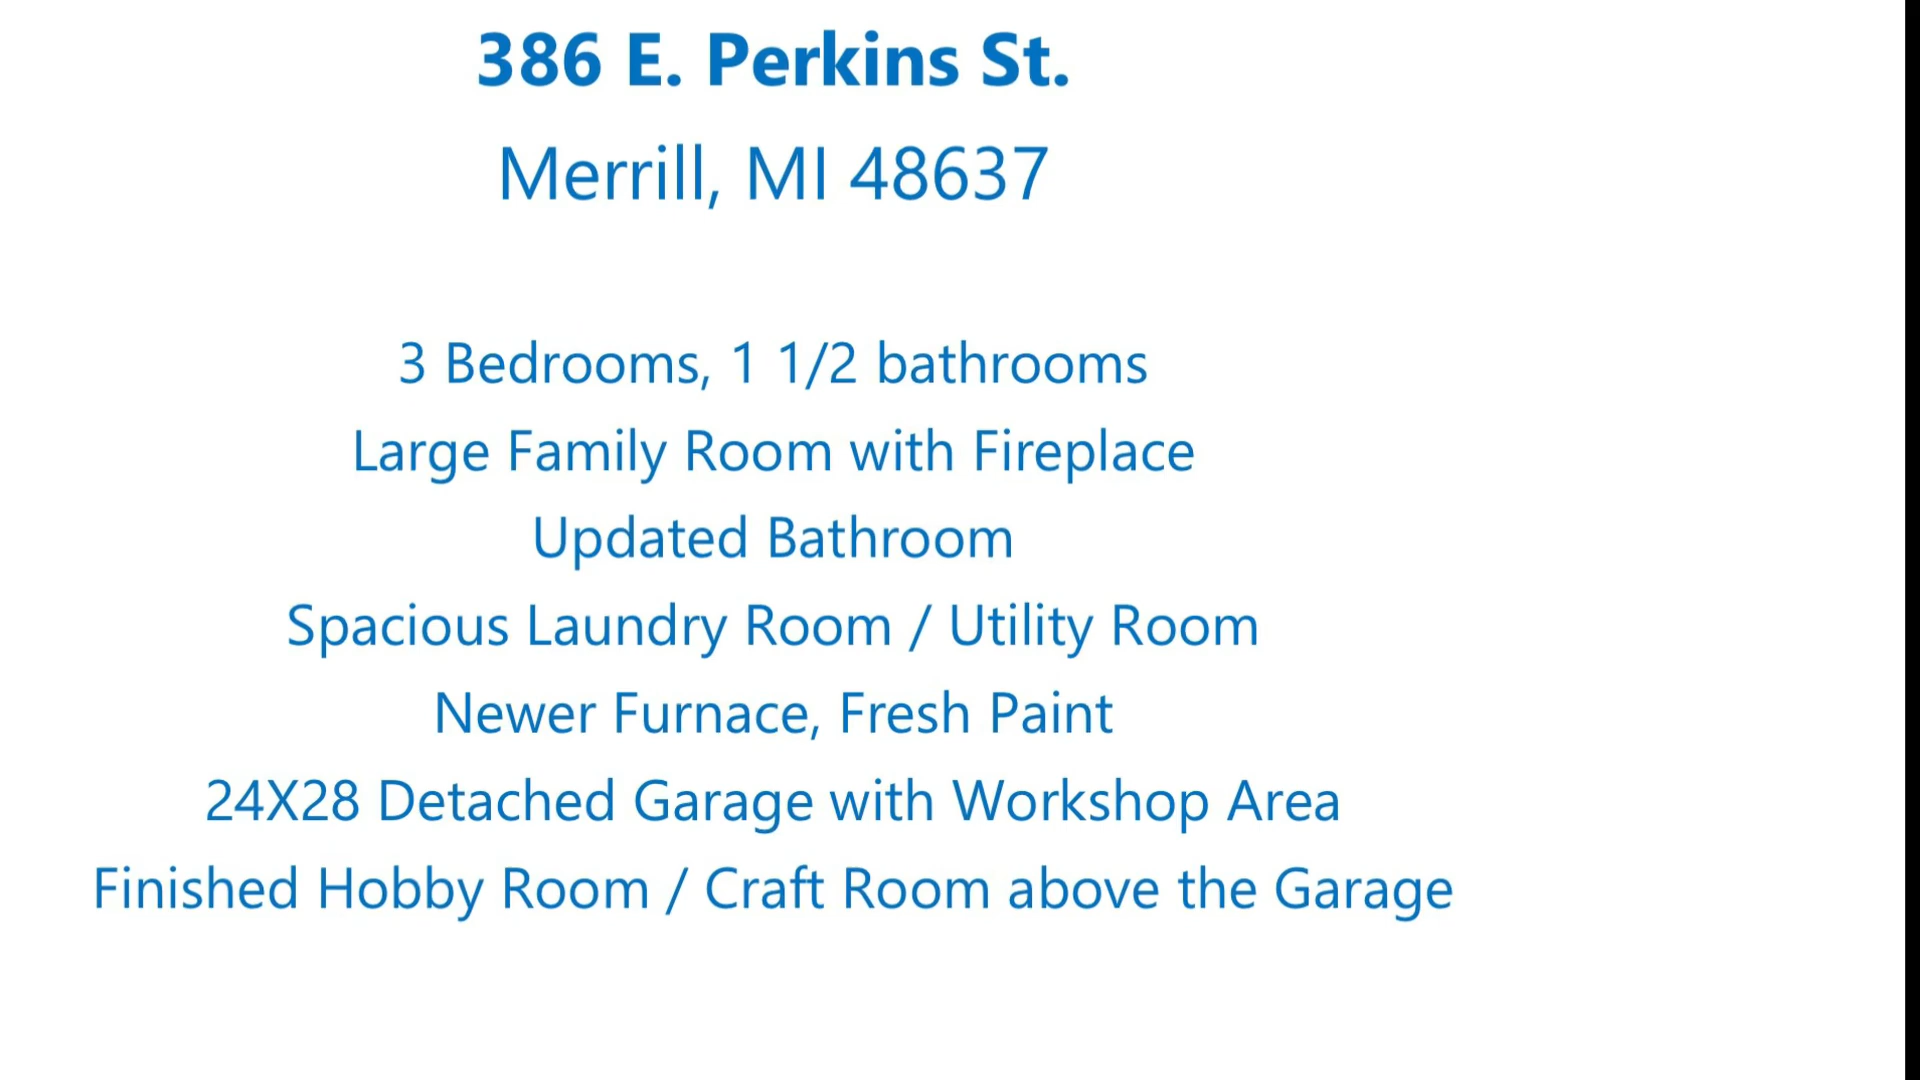 386 E. Perkins St.
Merrill, MI 48637
3 Bedrooms, 1 1/2 bathrooms
Large Family Room with Fireplace
Updated Bathroom
Spacious Laundry Room / Utility Room
Newer Furnace, Fresh Paint
24X28 Detached Garage with Workshop Area
Finished Hobby Room / Craft Room above the Garage